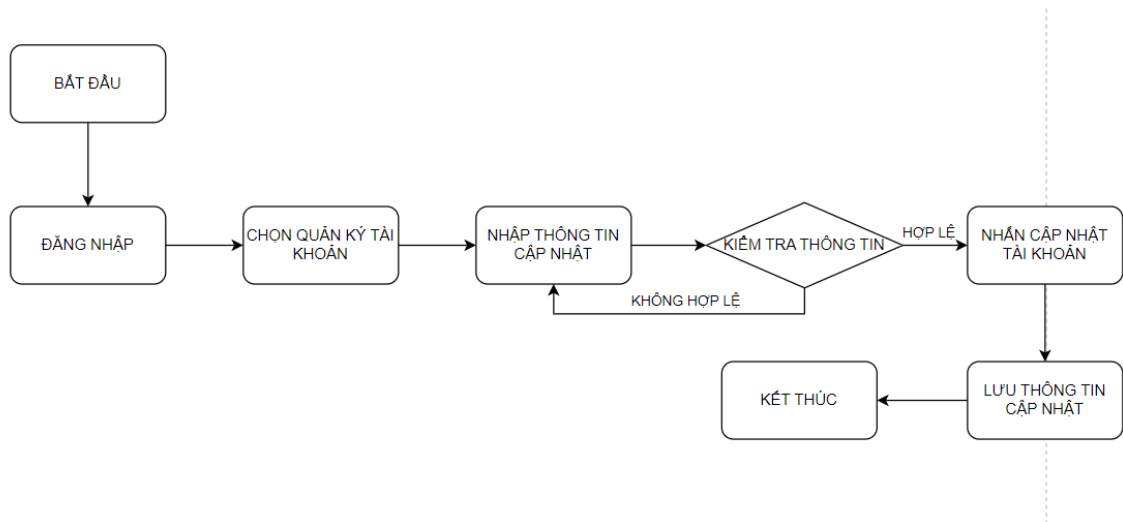 BẮT ĐẦU
ĐĂNG NHẬP
CHỌN QUẢN KÝ TÀI
KHOẢN
NHẬP THÔNG TIN
CẬP NHẬT
KIỂM TRA THÔNG TIN
HỢP LỆ
NHẤN CẬP NHẬT
TÀI KHOẢN
KHÔNG HỢP LỆ
LƯU THÔNG TIN
CẬP NHẬT
KẾT THÚC